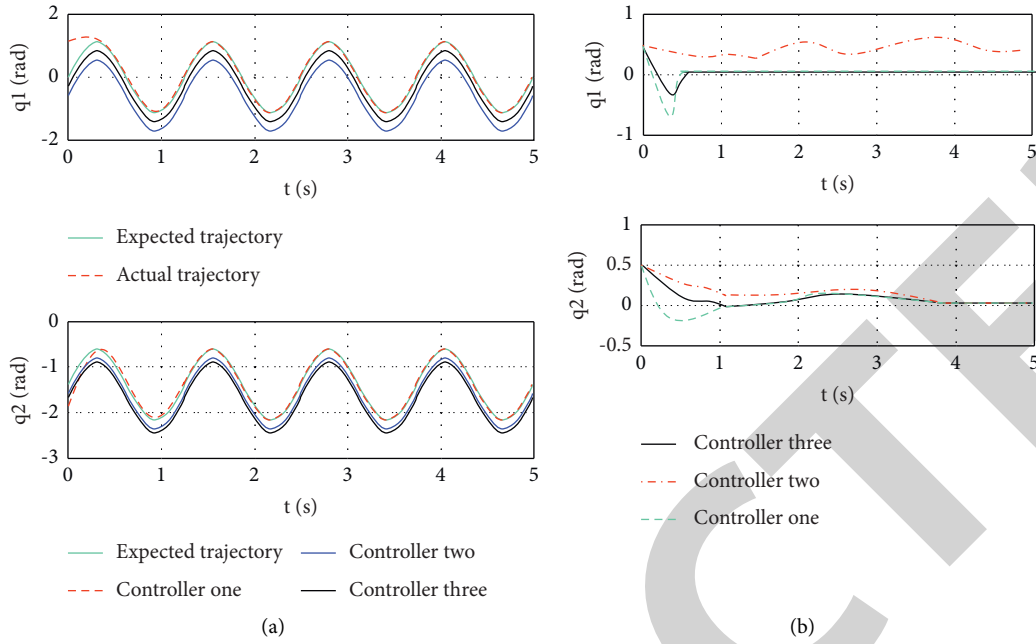 2
1
q1 (rad)
0
-2
0 1 2 3 4 5
t (s)
Expected trajectory
Actual trajectory
0
-1
q2 (rad)
-2
-3
0 1 2 3 4 5
t (s)
Expected trajectory
Controller two
Controller one
Controller three
(a)
q1 (rad)
0
-1
0 1 2 3 4 5
t (s)
1
0.5
q2 (rad)
0
-0.5
0 1 2 3 4 5
t (s)
Controller three
Controller two
Controller one
(b)
CTE